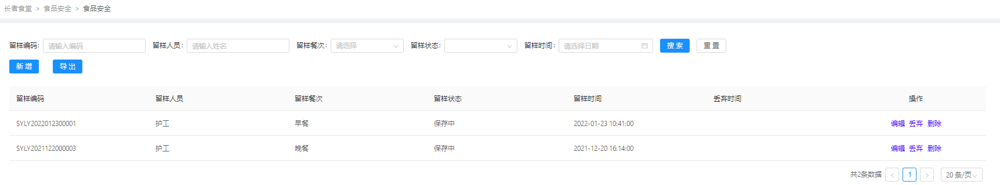 长者食堂 > 食品安全 > 食品安全
留样编码: 请输入编码 留样人员: 请输入姓名 留样餐次: 请选择 留样状态: 留样时间: 请选择日期 搜索 重置
新增 导出
留样编码 留样人员 留样餐次 留样状态 留样时间 丢弃时间 操作
SYLY2022012300001 护工 早餐 保存中 2022-01-23 10:41:00 编辑 丢弃 删除
SYLY2021122000003 护工 晚餐 保存中 2021-12-20 16:14:00 编辑 丢弃 删除
共2条数据 < 1 > 20 条/页